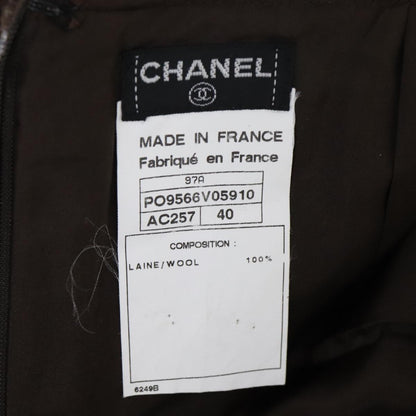 CHANEL
MADE IN FRANCE
Fabriqué en France
97A
PO9566V05910
AC257 40
COMPOSITION :
LAINE/WOOL 100%
6249B